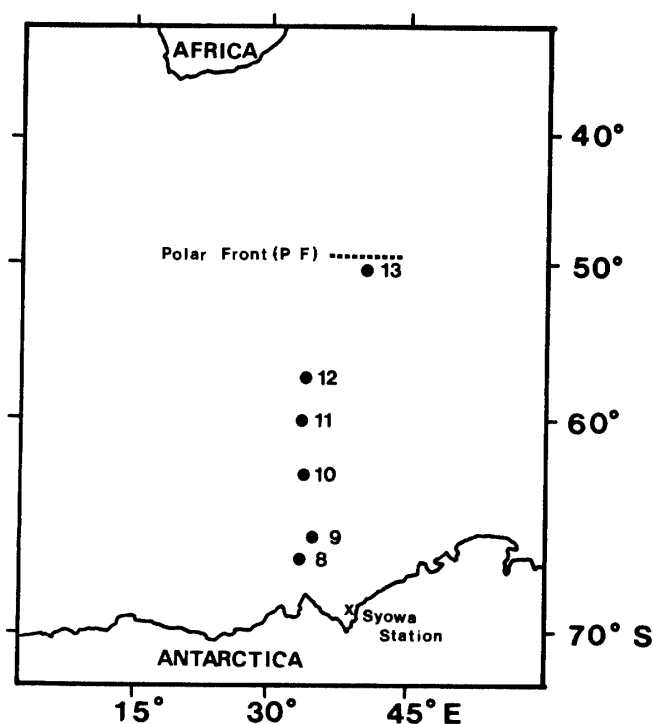 AFRICA
40°
Polar Front (P F)
13
50°
12
11
60°
10
9
8
x Syowa
Station
70° S
ANTARCTICA
15°
30°
45° E